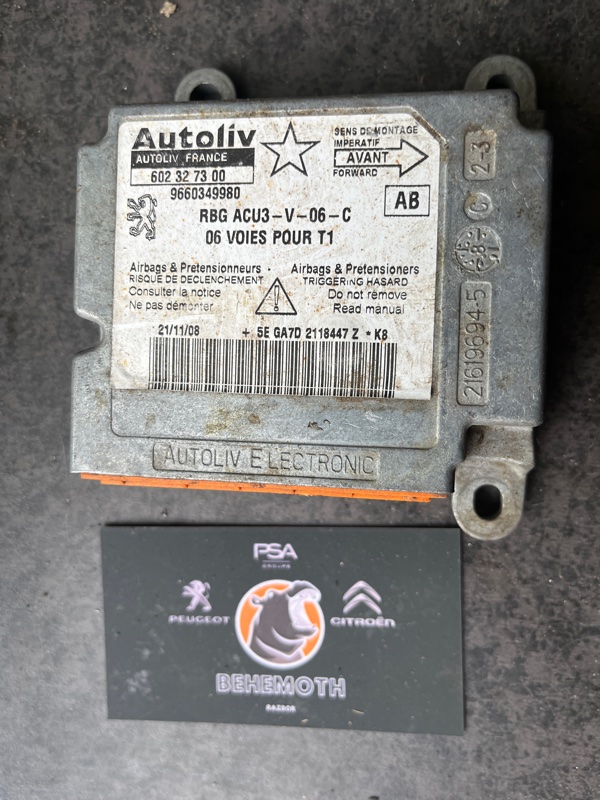 Autoliv
AUTOLIV FRANCE
602 32 73 00
9660349980
SENS DE MONTAGE
IMPERATIF
AVANT
FORWARD
AB
RBG ACU3-V-06-C
06 VOIES POUR T1
Airbags & Prétensionneurs -
RISQUE DE DECLENCHEMENT
Consulter la notice
Ne pas démonter
Airbags & Pretensioners
TRIGGERING HASARD
Do not remove
Read manual
21/11/08 + 5E GA7D 2118447 Z * K8
2-3
C
21619694-5
AUTOLIV ELECTRONIC
PSA
GROUPE
PEUGEOT
CITROËN
BEHEMOTH
RAZBOR